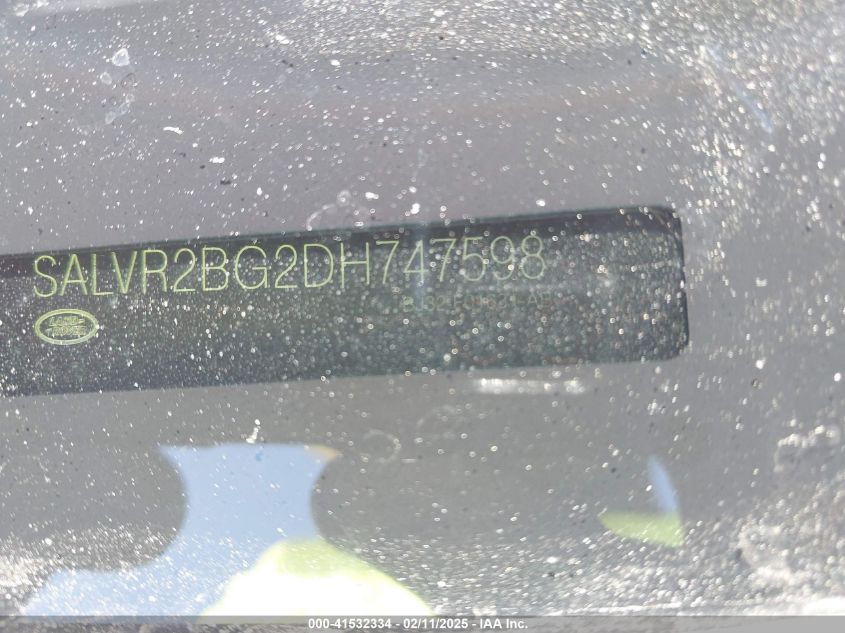 SALVR2BG2DH747598
000-41532334 - 02/11/2025 - IAA Inc.